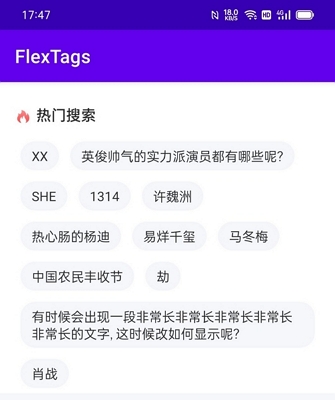 17:47
18.0 KB/S HD 4G
FlexTags
热门搜索
XX 英俊帅气的实力派演员都有哪些呢?
SHE 1314 许魏洲
热心肠的杨迪 易烊千玺 马冬梅
中国农民丰收节 劫
有时候会出现一段非常长非常长非常长非常长
非常长的文字, 这时候改如何显示呢?
肖战